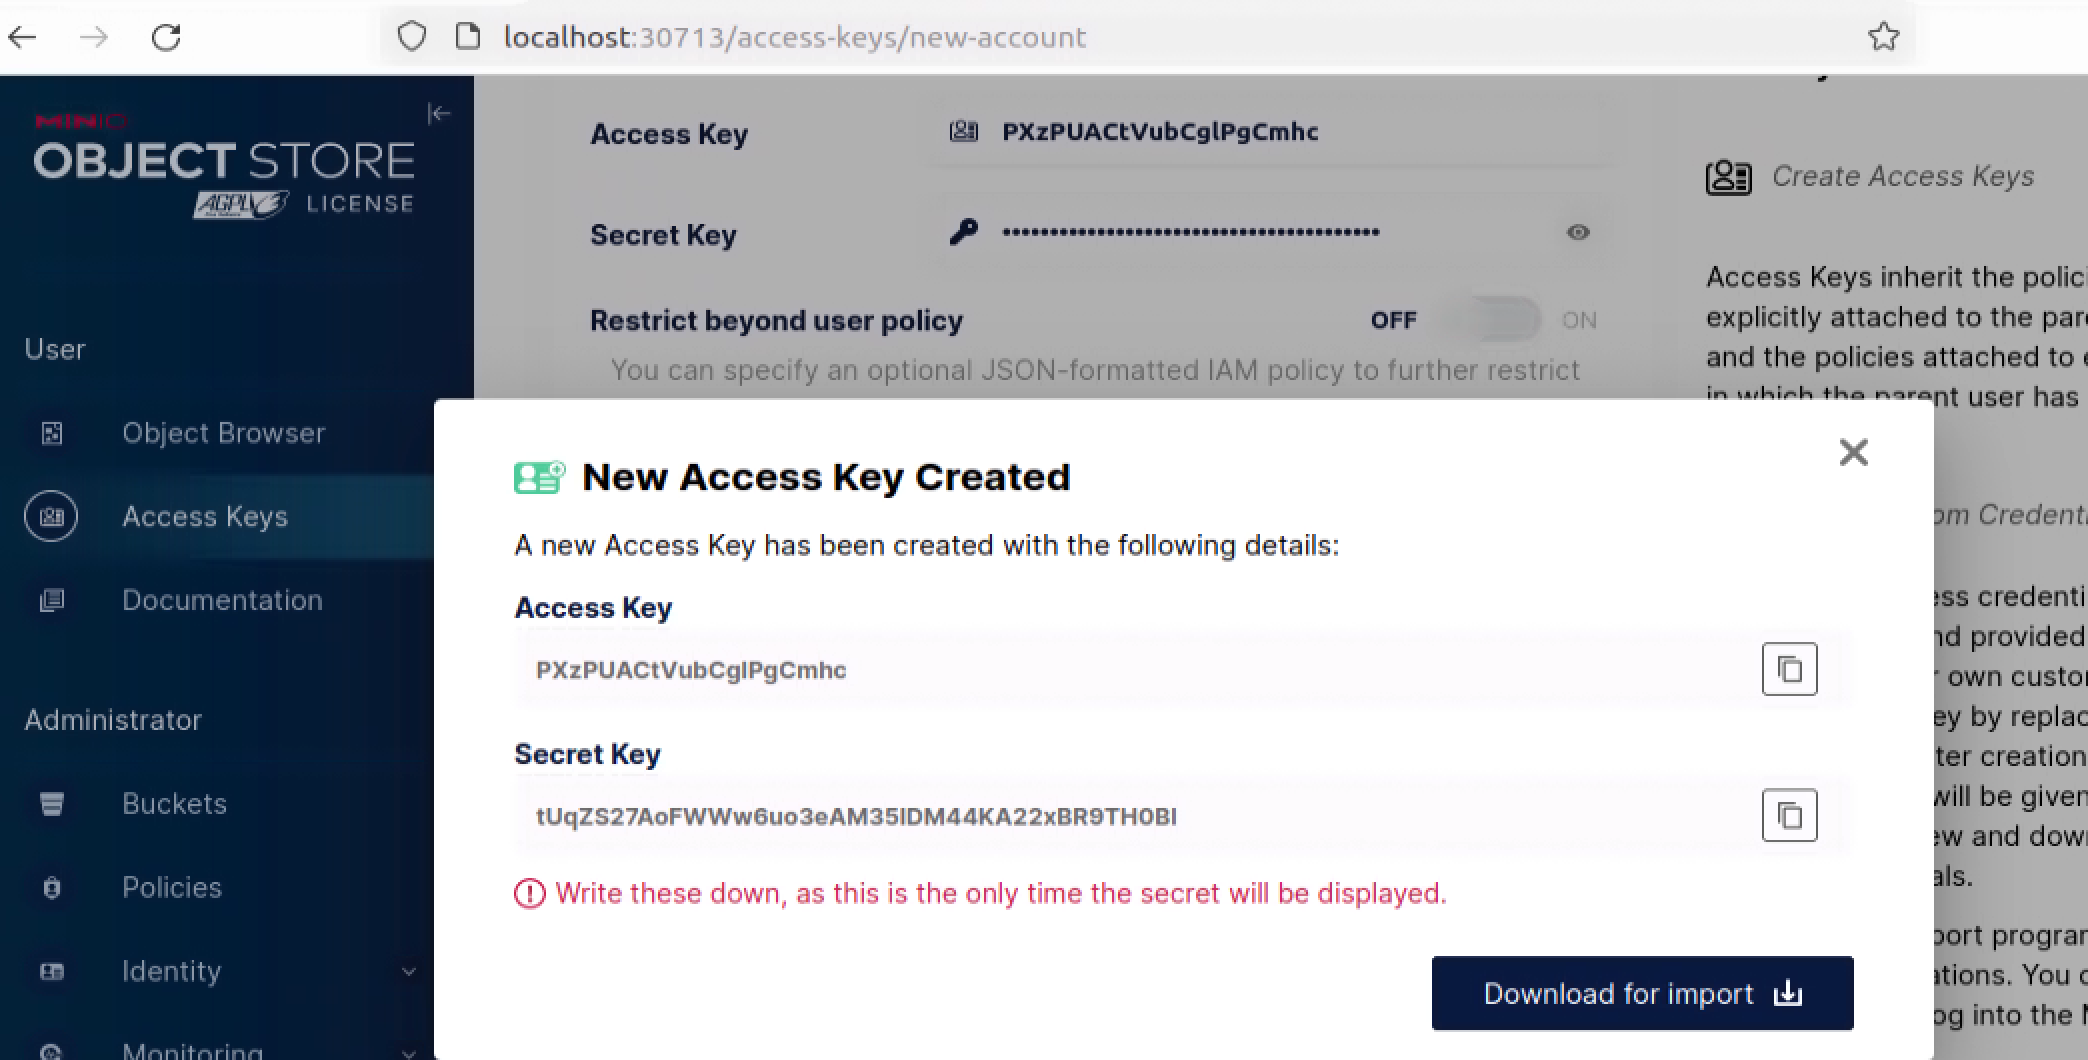 localhost:30713/access-keys/new-account
MINIO
OBJECT STORE
AGPLv3 LICENSE
User
Object Browser
Access Keys
Documentation
Administrator
Buckets
Policies
Identity
Monitoring
Access Key PXzPUACtVubCglPgCmhc
Secret Key ••••••••••••••••••••••••••••••••••••••••
Restrict beyond user policy OFF ON
You can specify an optional JSON-formatted IAM policy to further restrict
Create Access Keys
Access Keys inherit the polici
explicitly attached to the par
and the policies attached to e
in which the parent user has
New Access Key Created
A new Access Key has been created with the following details:
Access Key
PXzPUACtVubCglPgCmhc
Secret Key
tUqZS27AoFWWw6uo3eAM35IDM44KA22xBR9TH0BI
Write these down, as this is the only time the secret will be displayed.
Download for import
om Credenti
ess credenti
nd provided
r own custo
ey by replac
ter creation
will be given
ew and dow
als.
port program
ations. You c
og into the